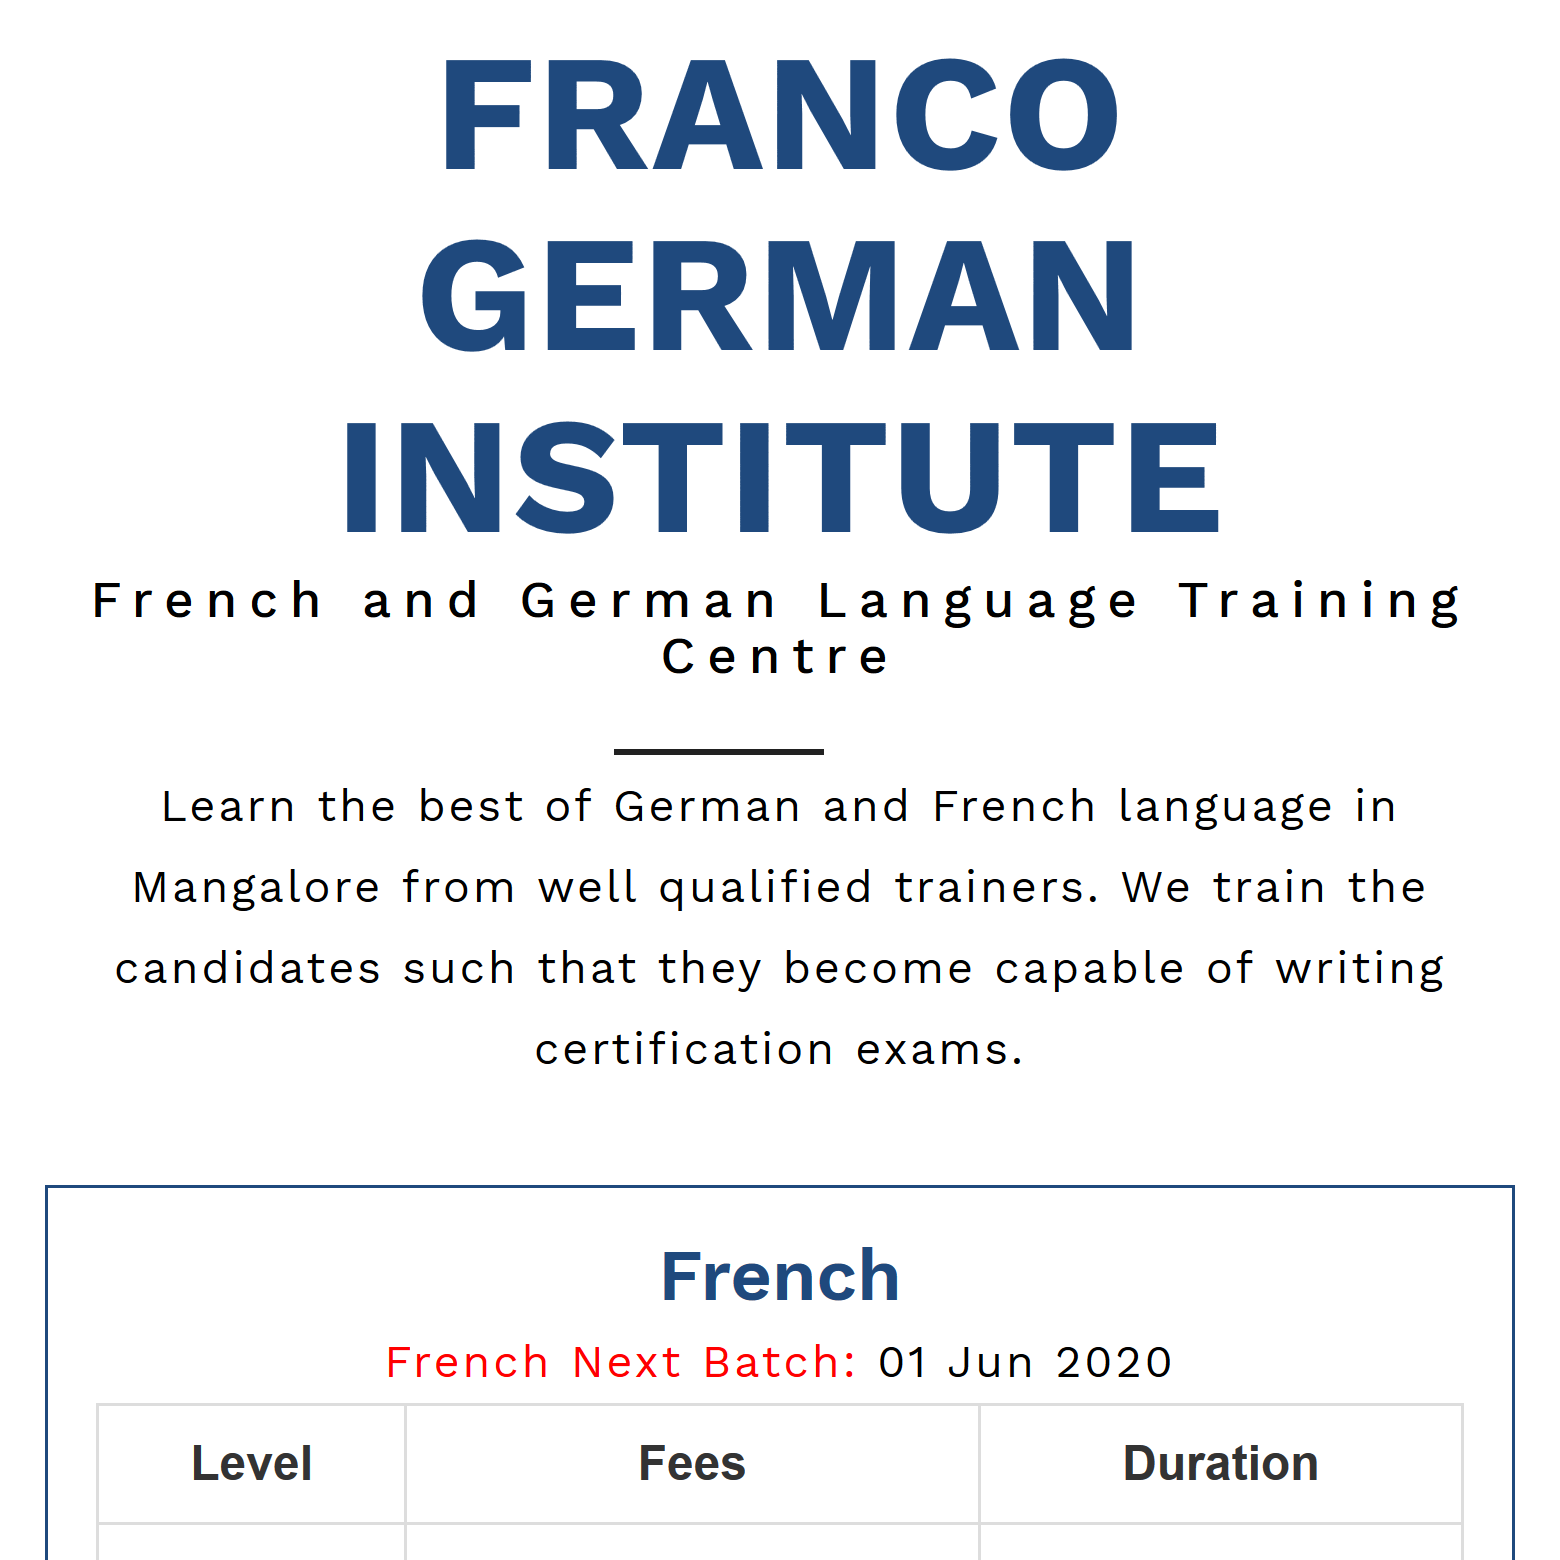 FRANCO
GERMAN
INSTITUTE
French and German Language Training
Centre
Learn the best of German and French language in
Mangalore from well qualified trainers. We train the
candidates such that they become capable of writing
certification exams.
French
French Next Batch: 01 Jun 2020
Level Fees Duration